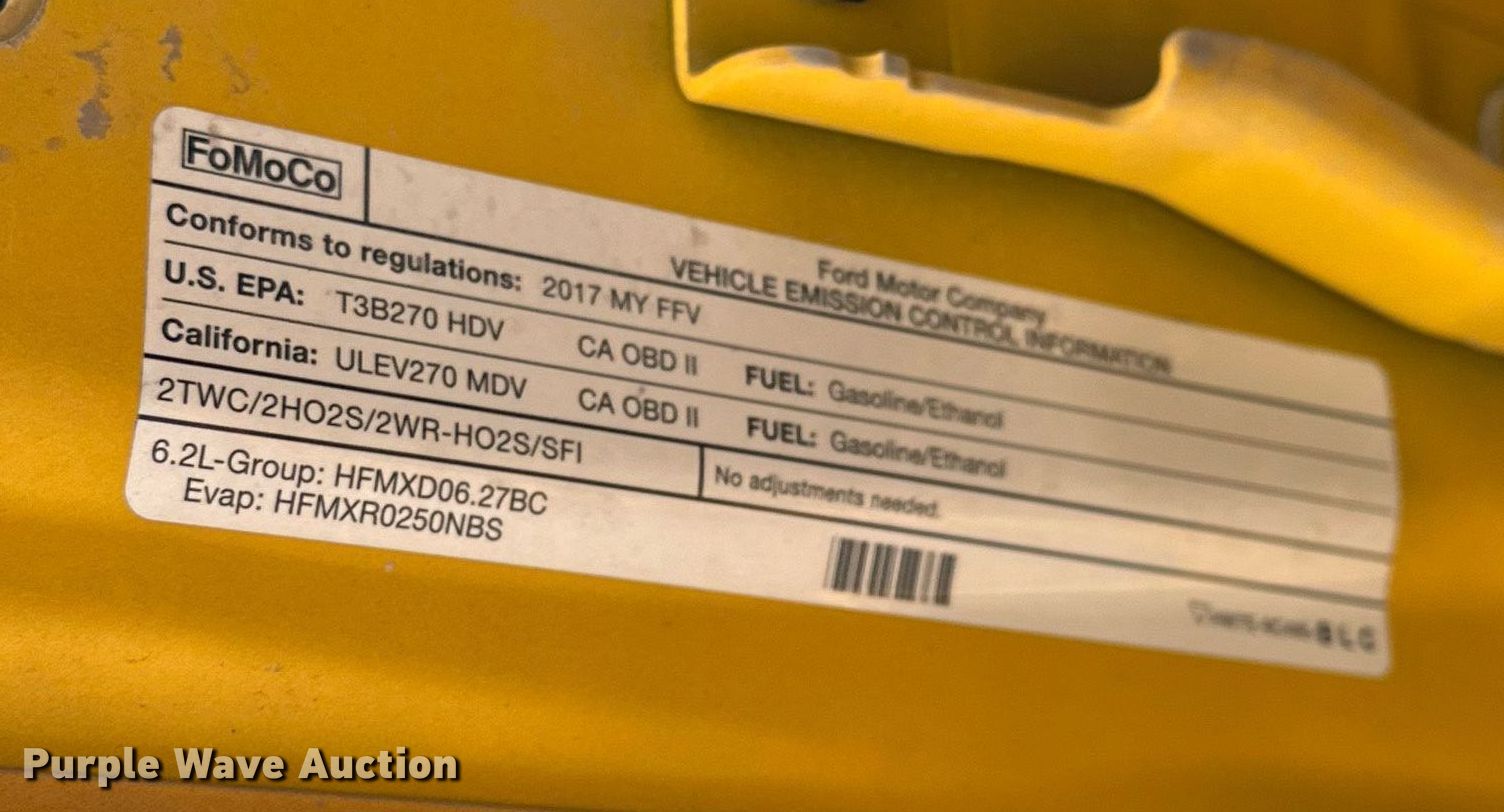 FoMoCo
Ford Motor Company
VEHICLE EMISSION CONTROL INFORMATION
Conforms to regulations: 2017 MY FFV
U.S. EPA: T3B270 HDV CA OBD II FUEL: Gasoline/Ethanol
California: ULEV270 MDV CA OBD II FUEL: Gasoline/Ethanol
2TWC/2HO2S/2WR-HO2S/SFI
No adjustments needed.
6.2L-Group: HFMXD06.27BC
Evap: HFMXR0250NBS
Purple Wave Auction